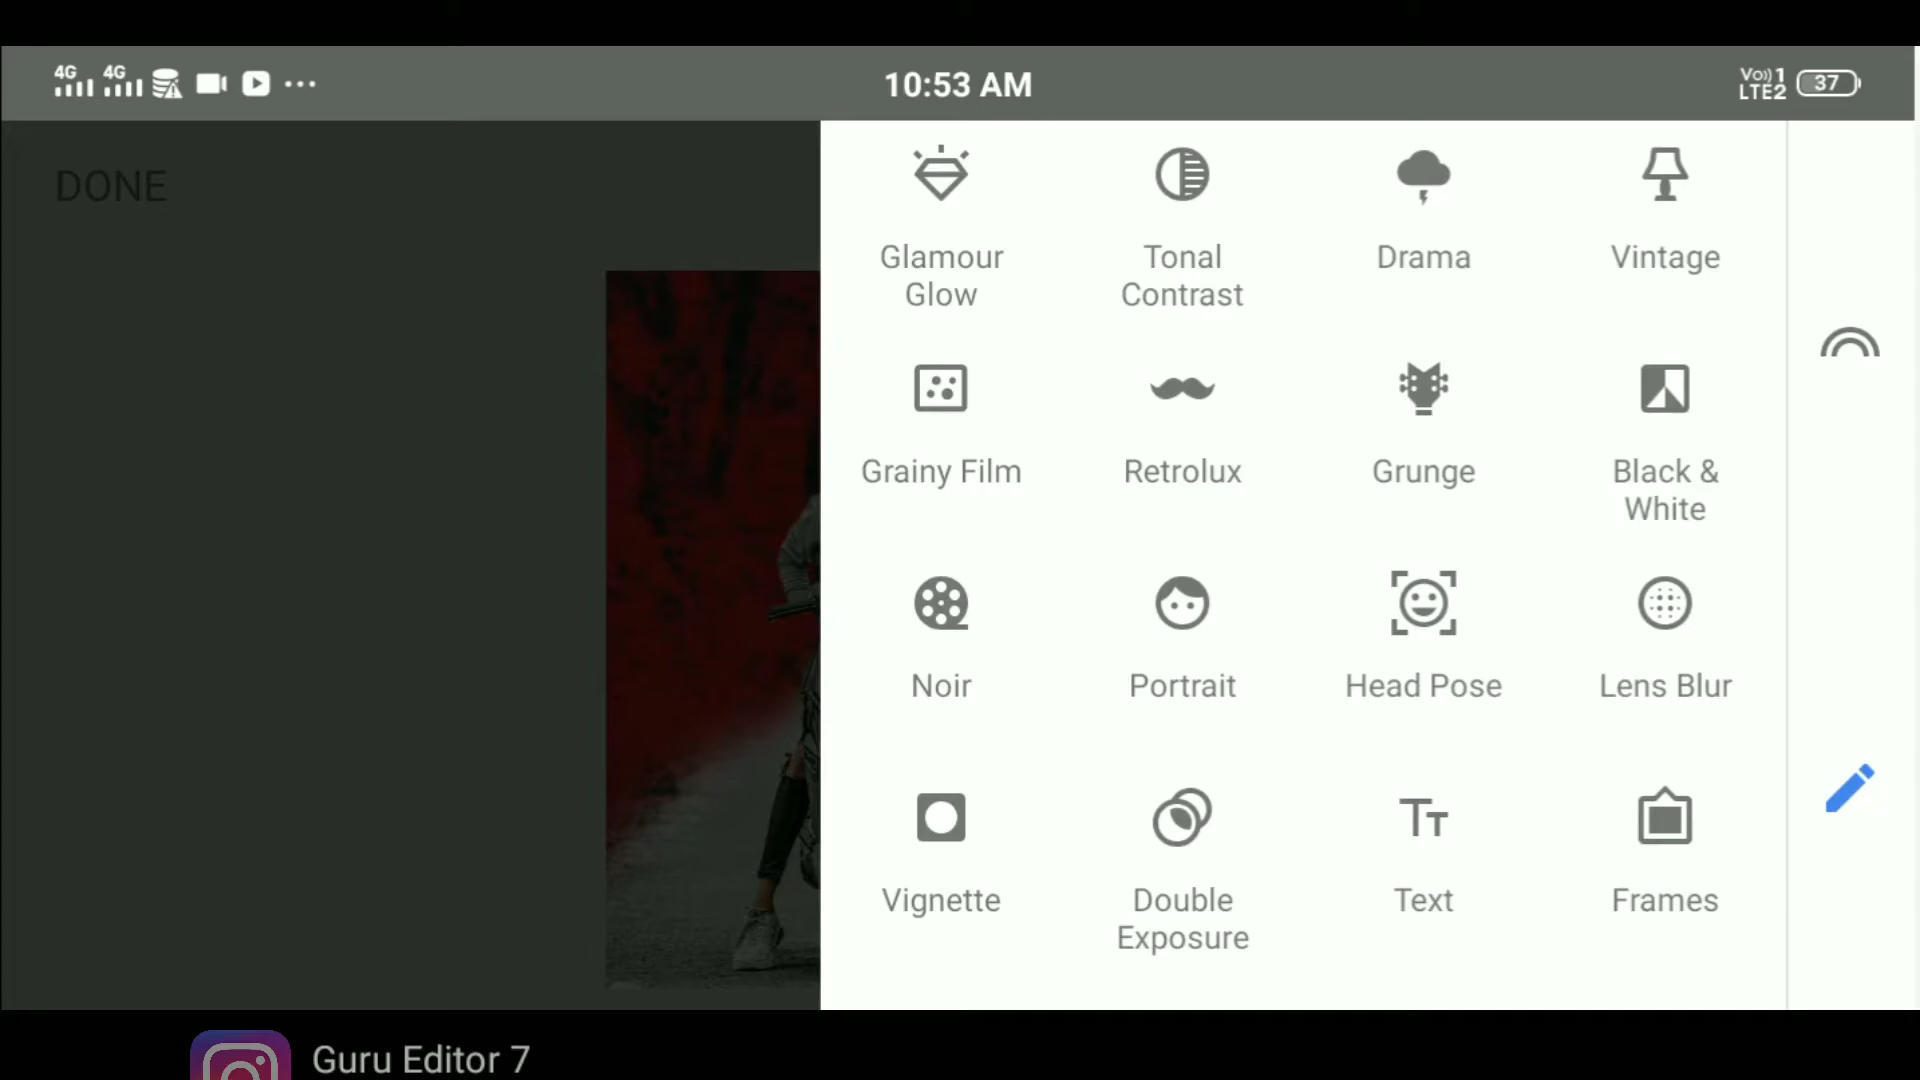 4G 4G
10:53 AM
Vo))1
LTE2
37
DONE
Glamour
Glow
Tonal
Contrast
Drama
Vintage
Grainy Film
Retrolux
Grunge
Black &
White
Noir
Portrait
Head Pose
Lens Blur
Vignette
Double
Exposure
Text
Frames
Guru Editor 7